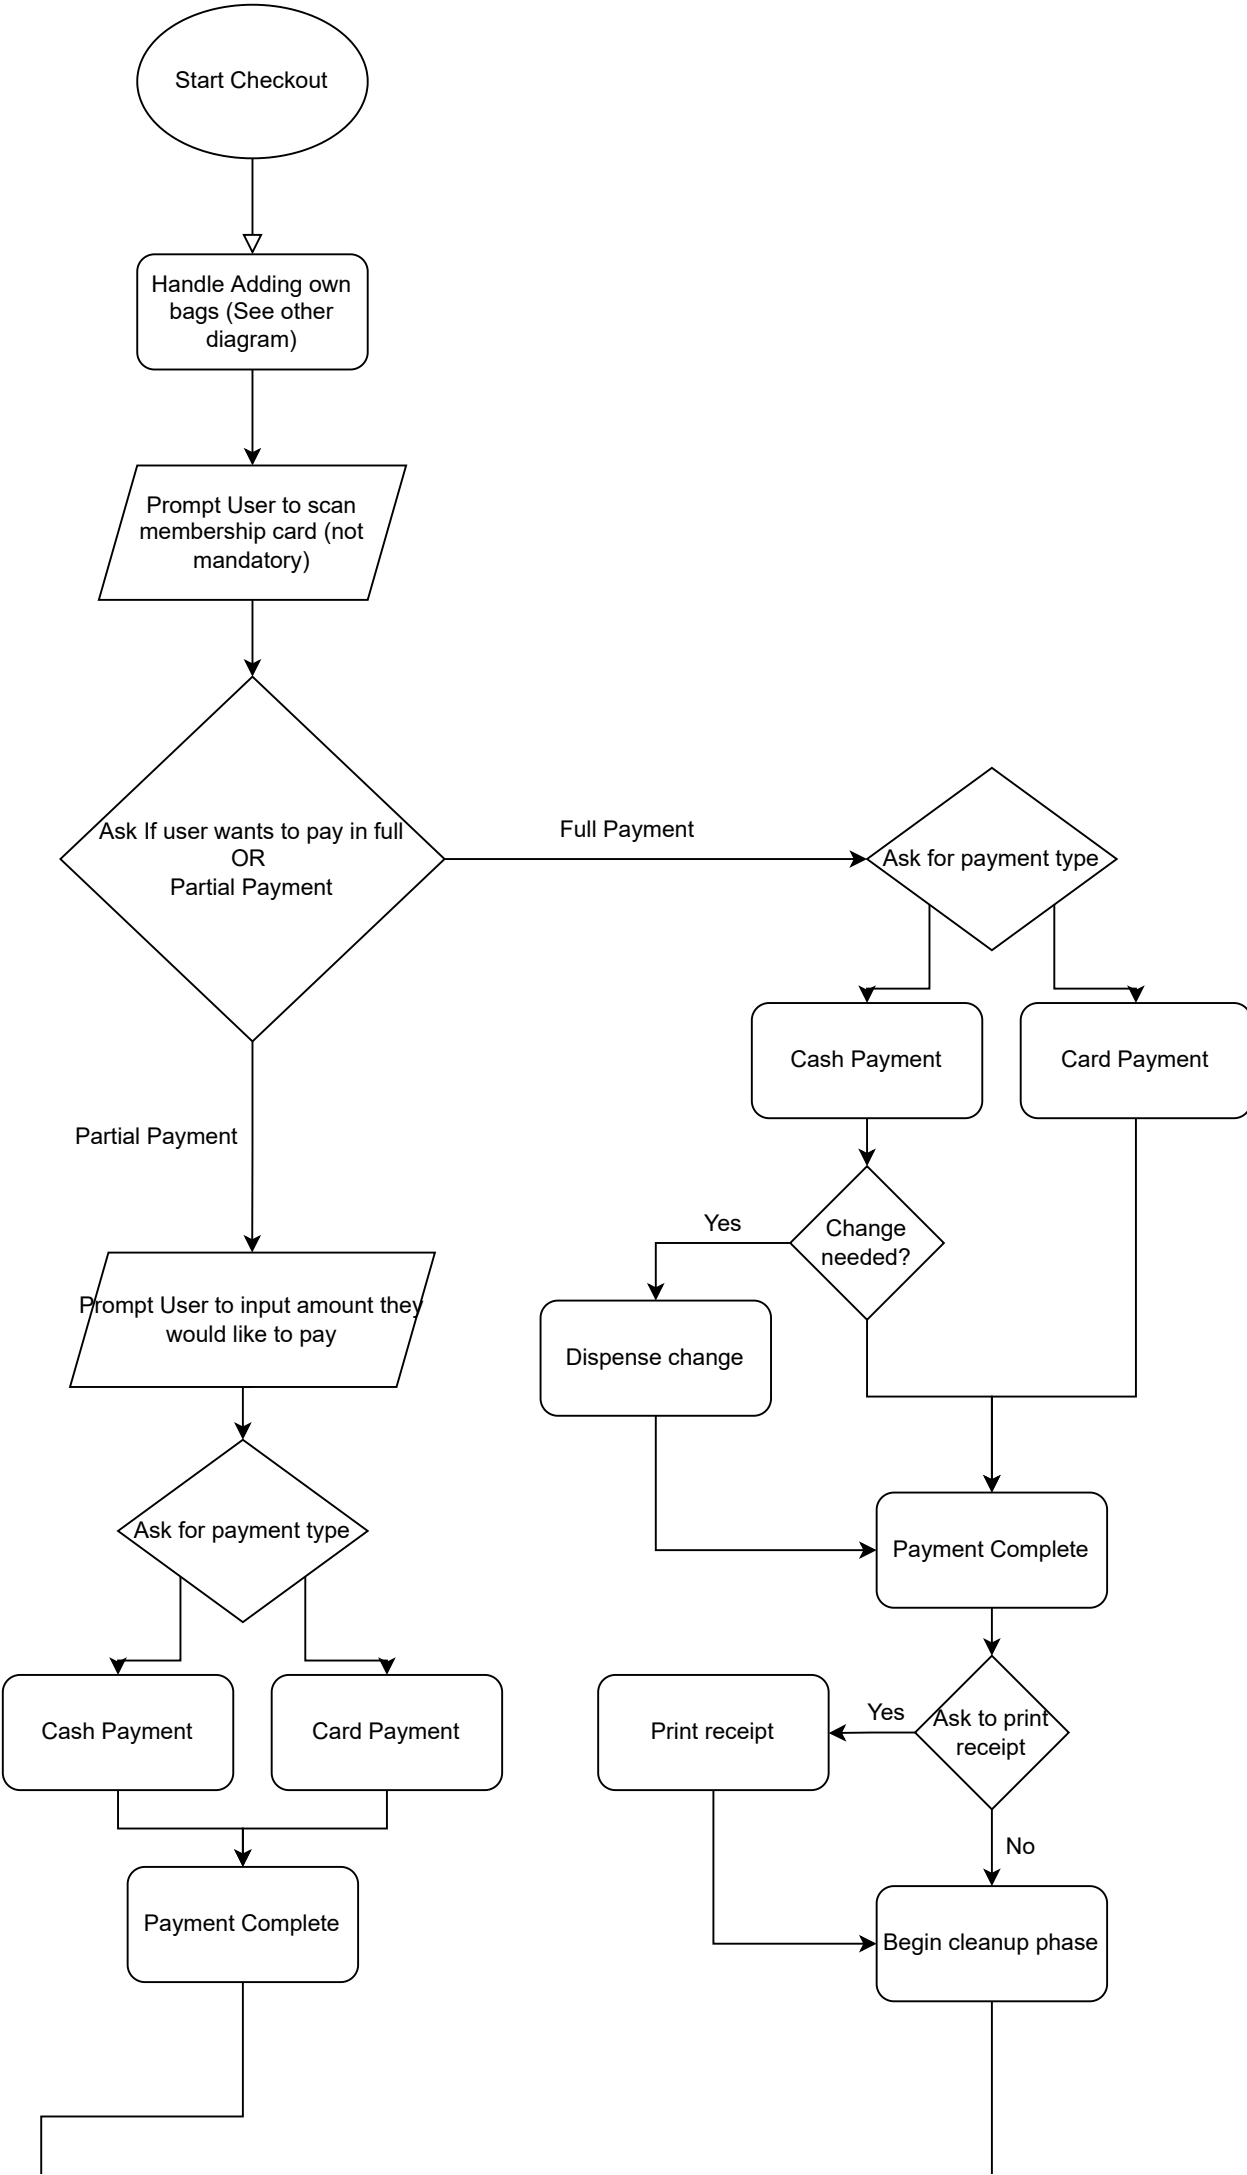 Start Checkout
Handle Adding own
bags (See other
diagram)
Prompt User to scan
membership card (not
mandatory)
Ask If user wants to pay in full
OR
Partial Payment
Full Payment
Ask for payment type
Cash Payment
Card Payment
Partial Payment
Change
needed?
Yes
Dispense change
Prompt User to input amount they
would like to pay
Ask for payment type
Payment Complete
Cash Payment
Card Payment
Print receipt
Yes
Ask to print
receipt
No
Payment Complete
Begin cleanup phase